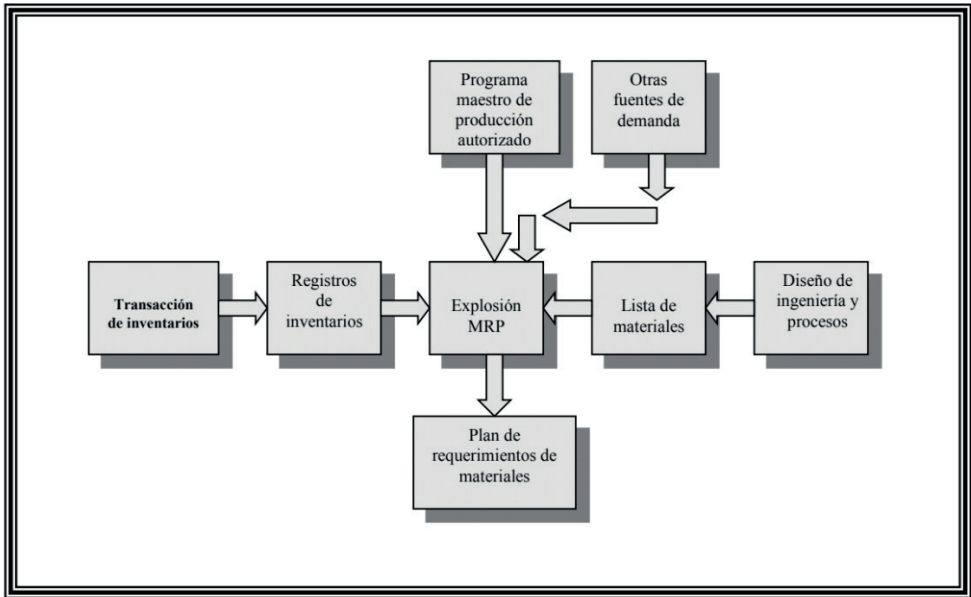 Programa
maestro de
producción
autorizado
Otras
fuentes de
demanda
Transacción
de inventarios
Registros
de
inventarios
Explosión
MRP
Lista de
materiales
Diseño de
ingeniería y
procesos
Plan de
requerimientos de
materiales